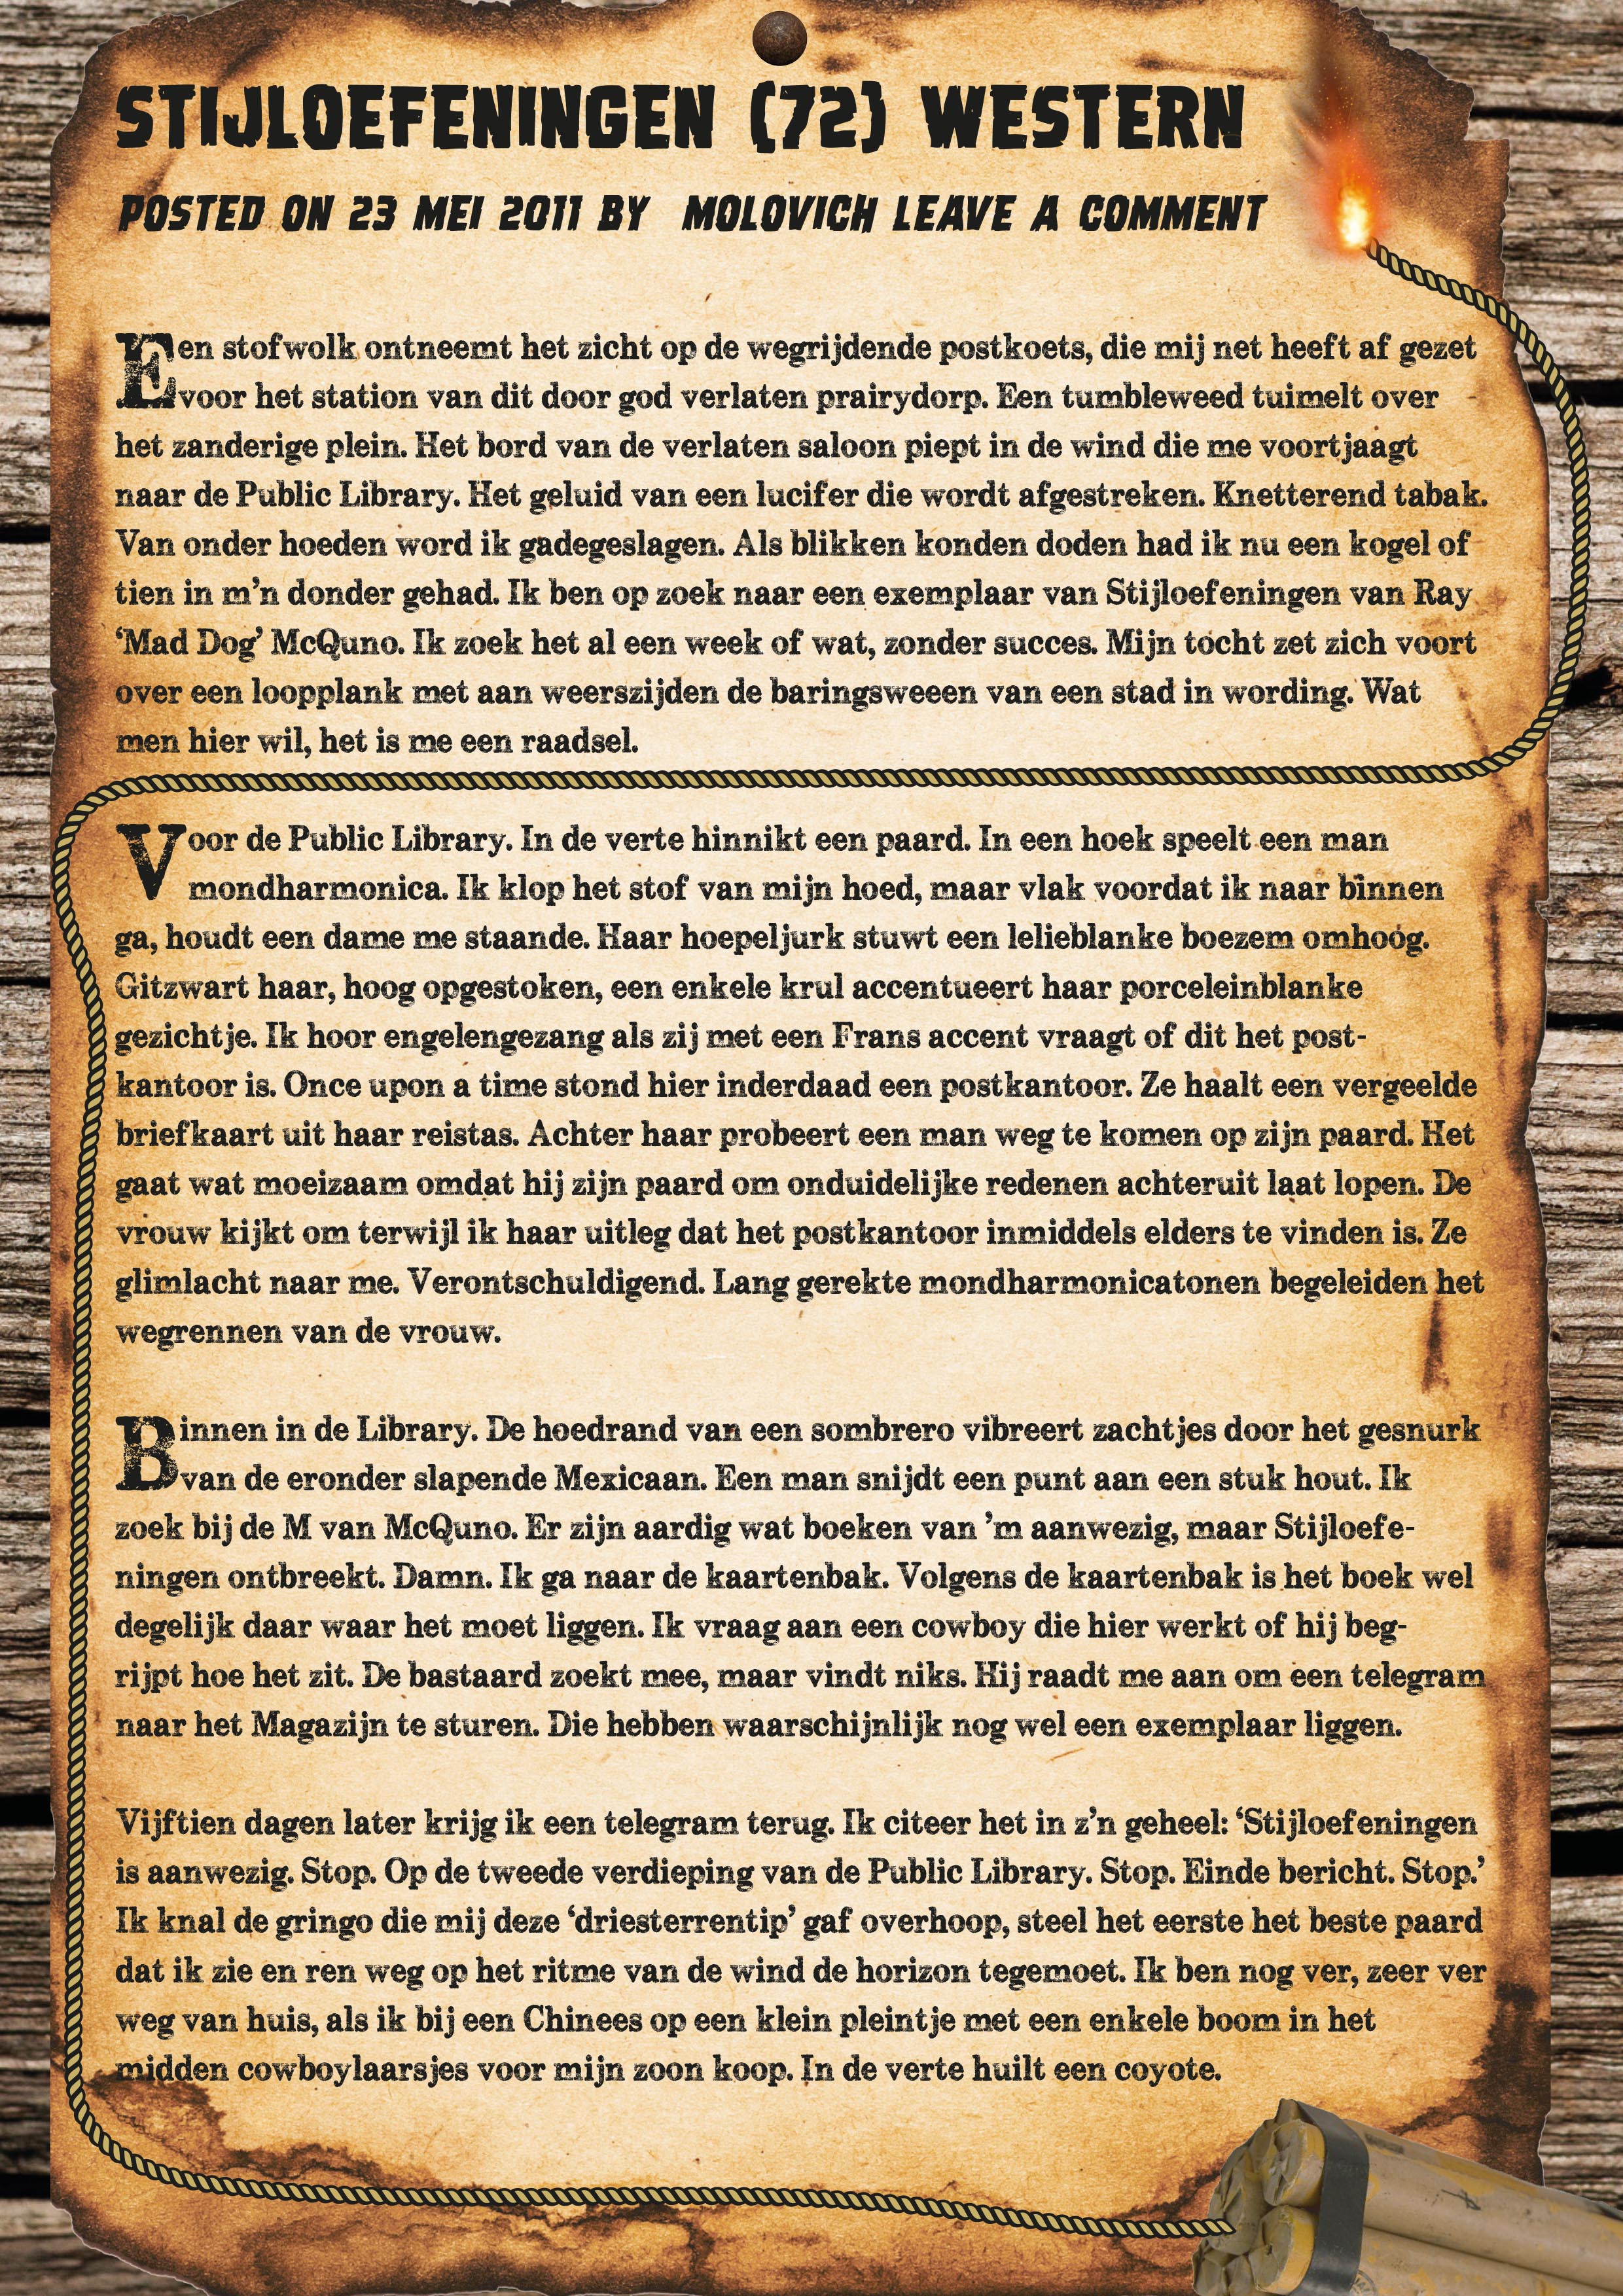 STIJLOEFENINGEN (72) WESTERN
POSTED ON 23 MEI 2011 BY MOLOVICH LEAVE A COMMENT
Een stofwolk ontneemt het zicht op de wegrijdende postkoets, die mij net heeft af gezet
voor het station van dit door god verlaten prairydorp. Een tumbleweed tuimelt over
het zanderige plein. Het bord van de verlaten saloon piept in de wind die me voortjaagt
naar de Public Library. Het geluid van een lucifer die wordt afgestreken. Knetterend tabak.
Van onder hoeden word ik gadegeslagen. Als blikken konden doden had ik nu een kogel of
tien in m’n donder gehad. Ik ben op zoek naar een exemplaar van Stijloefeningen van Ray
‘Mad Dog’ McQuno. Ik zoek het al een week of wat, zonder succes. Mijn tocht zet zich voort
over een loopplank met aan weerszijden de baringsweeen van een stad in wording. Wat
men hier wil, het is me een raadsel.
Voor de Public Library. In de verte hinnikt een paard. In een hoek speelt een man
mondharmonica. Ik klop het stof van mijn hoed, maar vlak voordat ik naar binnen
ga, houdt een dame me staande. Haar hoepeljurk stuwt een lelieblanke boezem omhoog.
Gitzwart haar, hoog opgestoken, een enkele krul accentueert haar porceleinblanke
gezichtje. Ik hoor engelengezang als zij met een Frans accent vraagt of dit het post-
kantoor is. Once upon a time stond hier inderdaad een postkantoor. Ze haalt een vergeelde
briefkaart uit haar reistas. Achter haar probeert een man weg te komen op zijn paard. Het
gaat wat moeizaam omdat hij zijn paard om onduidelijke redenen achteruit laat lopen. De
vrouw kijkt om terwijl ik haar uitleg dat het postkantoor inmiddels elders te vinden is. Ze
glimlacht naar me. Verontschuldigend. Lang gerekte mondharmonicatonen begeleiden het
wegrennen van de vrouw.
Binnen in de Library. De hoedrand van een sombrero vibreert zachtjes door het gesnurk
van de eronder slapende Mexicaan. Een man snijdt een punt aan een stuk hout. Ik
zoek bij de M van McQuno. Er zijn aardig wat boeken van ’m aanwezig, maar Stijloefe-
ningen ontbreekt. Damn. Ik ga naar de kaartenbak. Volgens de kaartenbak is het boek wel
degelijk daar waar het moet liggen. Ik vraag aan een cowboy die hier werkt of hij beg-
rijpt hoe het zit. De bastaard zoekt mee, maar vindt niks. Hij raadt me aan om een telegram
naar het Magazijn te sturen. Die hebben waarschijnlijk nog wel een exemplaar liggen.
Vijftien dagen later krijg ik een telegram terug. Ik citeer het in z’n geheel: ‘Stijloefeningen
is aanwezig. Stop. Op de tweede verdieping van de Public Library. Stop. Einde bericht. Stop.’
Ik knal de gringo die mij deze ‘driesterrentip’ gaf overhoop, steel het eerste het beste paard
dat ik zie en ren weg op het ritme van de wind de horizon tegemoet. Ik ben nog ver, zeer ver
weg van huis, als ik bij een Chinees op een klein pleintje met een enkele boom in het
midden cowboylaarsjes voor mijn zoon koop. In de verte huilt een coyote.